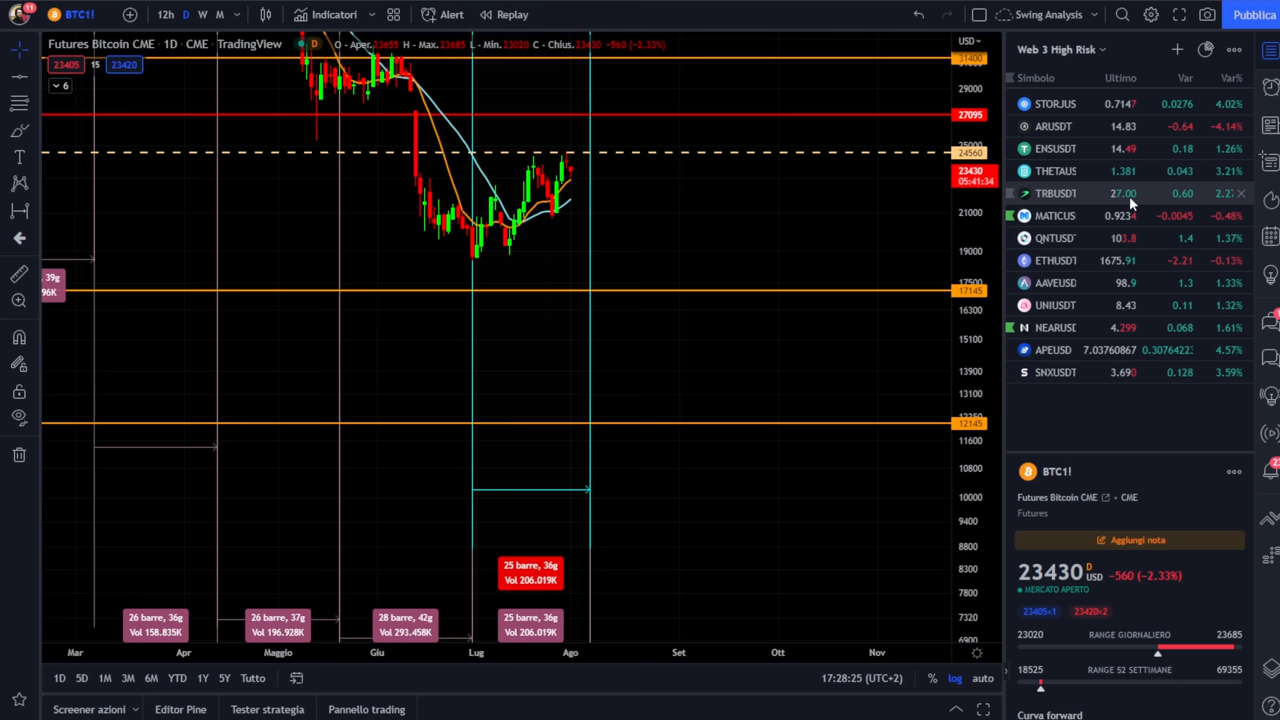 11
BTC1!
12h D W M
Indicatori
Alert
Replay
Swing Analysis
Pubblica
Futures Bitcoin CME · 1D · CME · TradingView
D
O - Aper.23655 H - Max.23685 L - Min.23020 C - Chius.23430 -560 (-2.33%)
23405 15 23420
6
USD
31400
29000
27095
24560
23430
05:41:34
21000
19000
17145
16300
15100
13900
13100
12145
11600
10800
10000
9400
8800
8300
7800
7320
6900
, 39g
96K
25 barre, 36g
Vol 206.019K
26 barre, 36g
Vol 158.835K
26 barre, 37g
Vol 196.928K
28 barre, 42g
Vol 293.458K
25 barre, 36g
Vol 206.019K
Mar Apr Maggio Giu Lug Ago Set Ott Nov
1D 5D 1M 3M 6M YTD 1Y 5Y Tutto
17:28:25 (UTC+2)
% log auto
Screener azioni
Editor Pine
Tester strategia
Pannello trading
Web 3 High Risk
Simbolo Ultimo Var Var%
STORJUS 0.7147 0.0276 4.02%
ARUSDT 14.83 -0.64 -4.14%
ENSUSDT 14.49 0.18 1.26%
THETAUS 1.381 0.043 3.21%
TRBUSDT 27.00 0.60 2.27
MATICUS 0.9234 -0.0045 -0.48%
QNTUSDT 103.8 1.4 1.37%
ETHUSDT 1675.91 -2.21 -0.13%
AAVEUSDT 98.9 1.3 1.33%
UNIUSDT 8.43 0.11 1.32%
NEARUSD 4.299 0.068 1.61%
APEUSD 7.03760867 0.30764223 4.57%
SNXUSDT 3.690 0.128 3.59%
BTC1!
Futures Bitcoin CME · CME
Futures
Aggiungi nota
23430 D USD -560 (-2.33%)
MERCATO APERTO
23405×1 23420×2
23020 RANGE GIORNALIERO 23685
18525 RANGE 52 SETTIMANE 69355
Curva forward